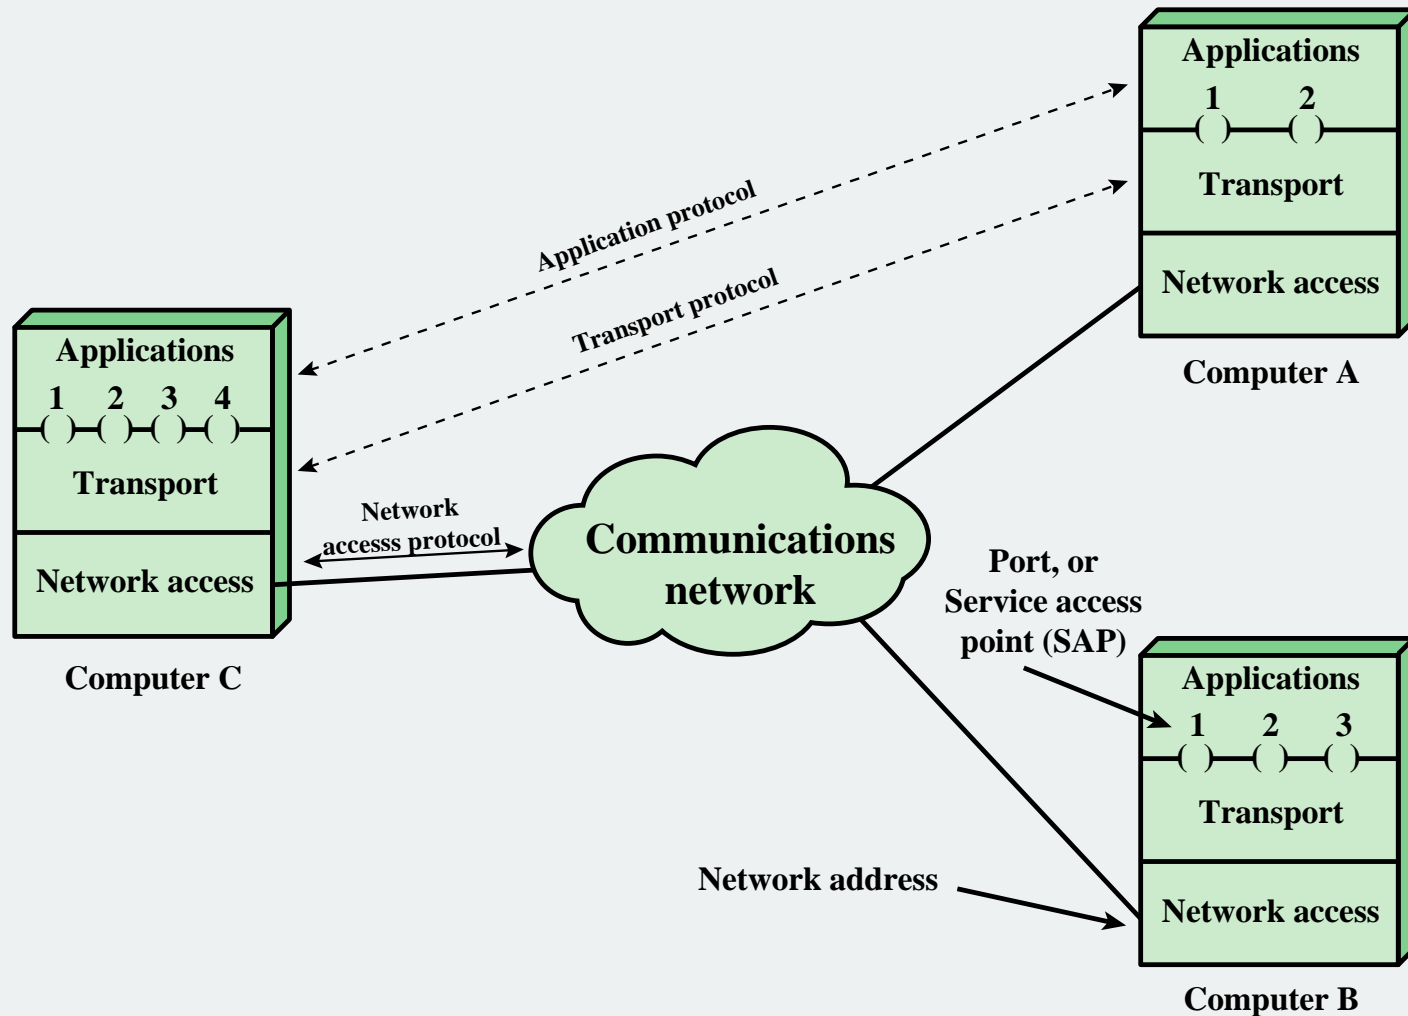 Applications
1 2
Transport
Network access
Computer A
Application protocol
Transport protocol
Applications
1 2 3 4
Transport
Network access
Computer C
Network
accesss protocol
Communications
network
Port, or
Service access
point (SAP)
Applications
1 2 3
Transport
Network access
Computer B
Network address